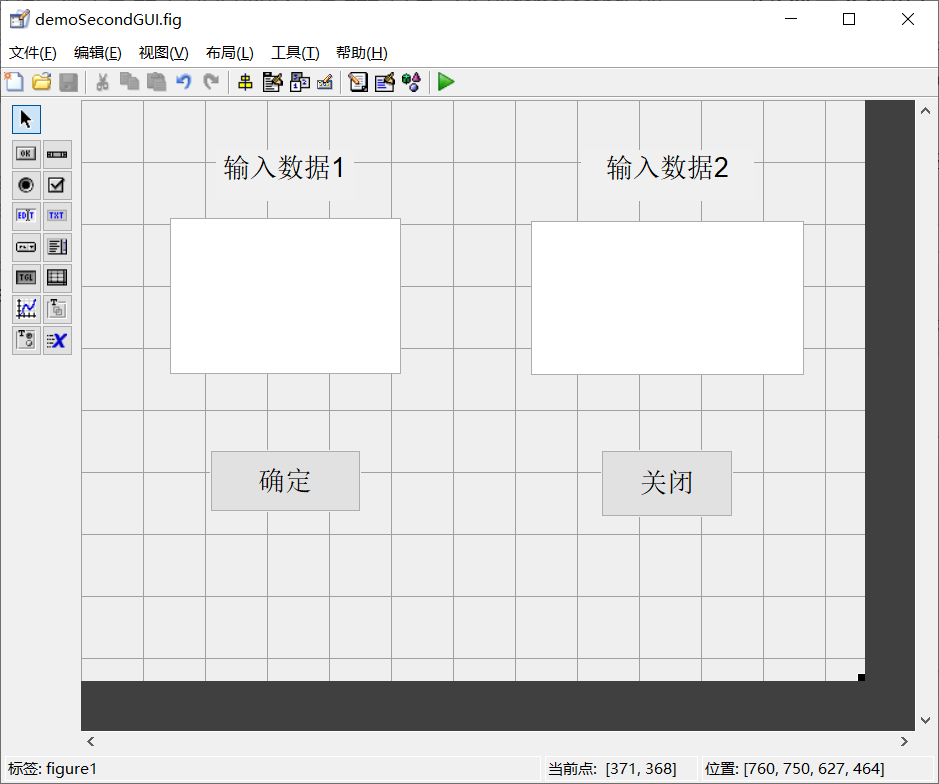 demoSecondGUI.fig
文件(F) 编辑(E) 视图(V) 布局(L) 工具(T) 帮助(H)
OK
EDIT TXT
TGL
T
T X
输入数据1 输入数据2
确定 关闭
标签: figure1 当前点: [371, 368] 位置: [760, 750, 627, 464]